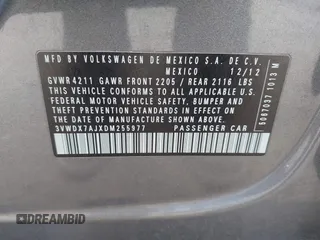 MFD BY VOLKSWAGEN DE MEXICO S.A. DE C.V.
MEXICO 12/12
GVWR 4211 GAWR FRONT 2205 / REAR 2116 LBS
THIS VEHICLE CONFORMS TO ALL APPLICABLE U.S.
FEDERAL MOTOR VEHICLE SAFETY, BUMPER AND
THEFT PREVENTION STANDARDS IN EFFECT ON THE
DATE OF MANUFACTURE SHOWN ABOVE.
3VWDX7AJXDM255977 PASSENGER CAR
5067037 1013 M
©DREAMBID